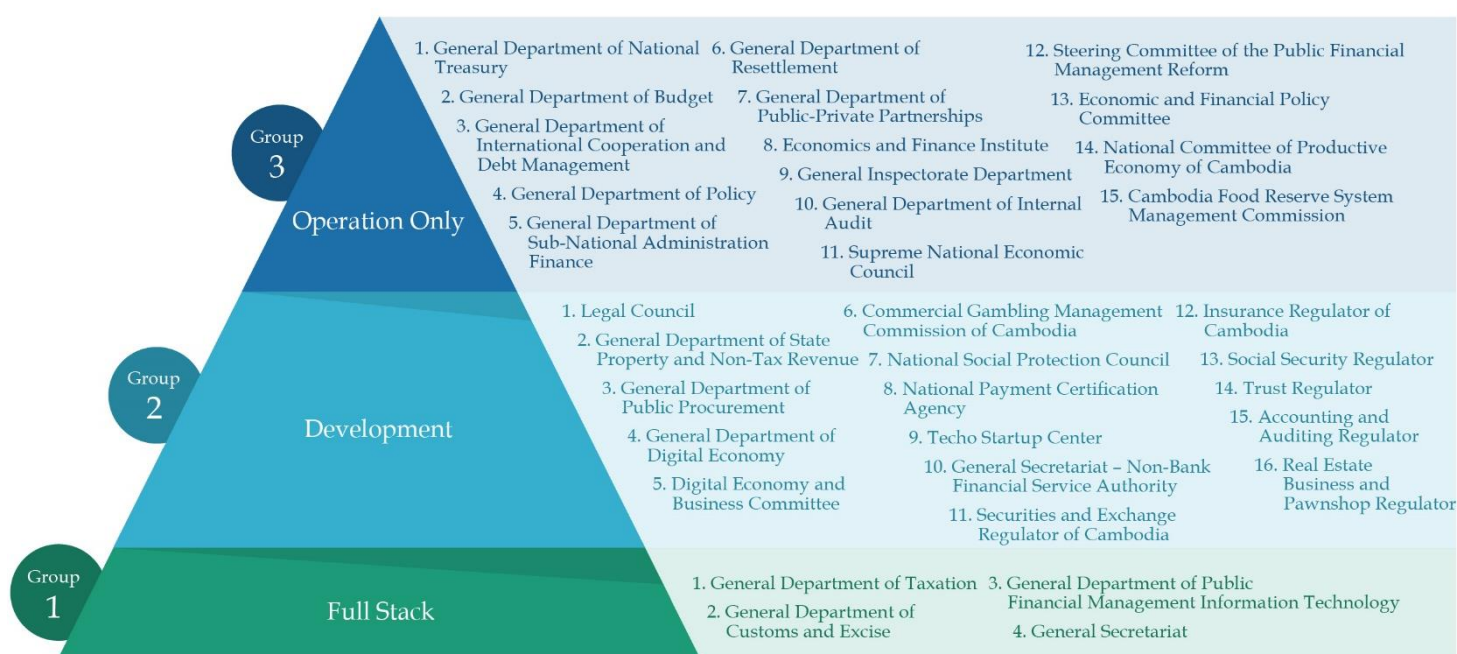 Group
3
Operation Only
1. General Department of National
Treasury
2. General Department of Budget
3. General Department of
International Cooperation and
Debt Management
4. General Department of Policy
5. General Department of
Sub-National Administration
Finance
6. General Department of
Resettlement
7. General Department of
Public-Private Partnerships
8. Economics and Finance Institute
9. General Inspectorate Department
10. General Department of Internal
Audit
11. Supreme National Economic
Council
12. Steering Committee of the Public Financial
Management Reform
13. Economic and Financial Policy
Committee
14. National Committee of Productive
Economy of Cambodia
15. Cambodia Food Reserve System
Management Commission
Group
2
Development
1. Legal Council
2. General Department of State
Property and Non-Tax Revenue
3. General Department of
Public Procurement
4. General Department of
Digital Economy
5. Digital Economy and
Business Committee
6. Commercial Gambling Management
Commission of Cambodia
7. National Social Protection Council
8. National Payment Certification
Agency
9. Techo Startup Center
10. General Secretariat – Non-Bank
Financial Service Authority
11. Securities and Exchange
Regulator of Cambodia
12. Insurance Regulator of
Cambodia
13. Social Security Regulator
14. Trust Regulator
15. Accounting and
Auditing Regulator
16. Real Estate
Business and
Pawnshop Regulator
Group
1
Full Stack
1. General Department of Taxation
2. General Department of
Customs and Excise
3. General Department of Public
Financial Management Information Technology
4. General Secretariat